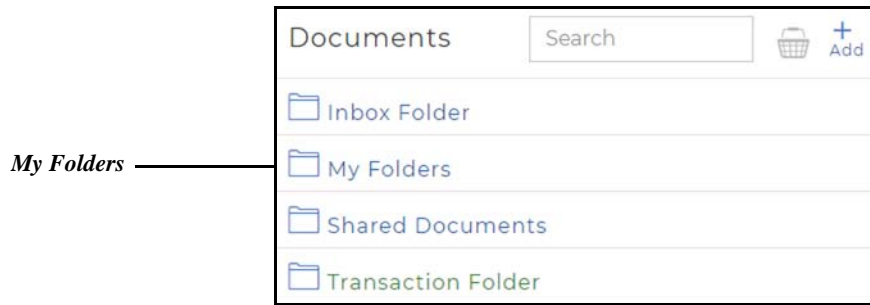 Documents Search
Add
Inbox Folder
My Folders My Folders
Shared Documents
Transaction Folder